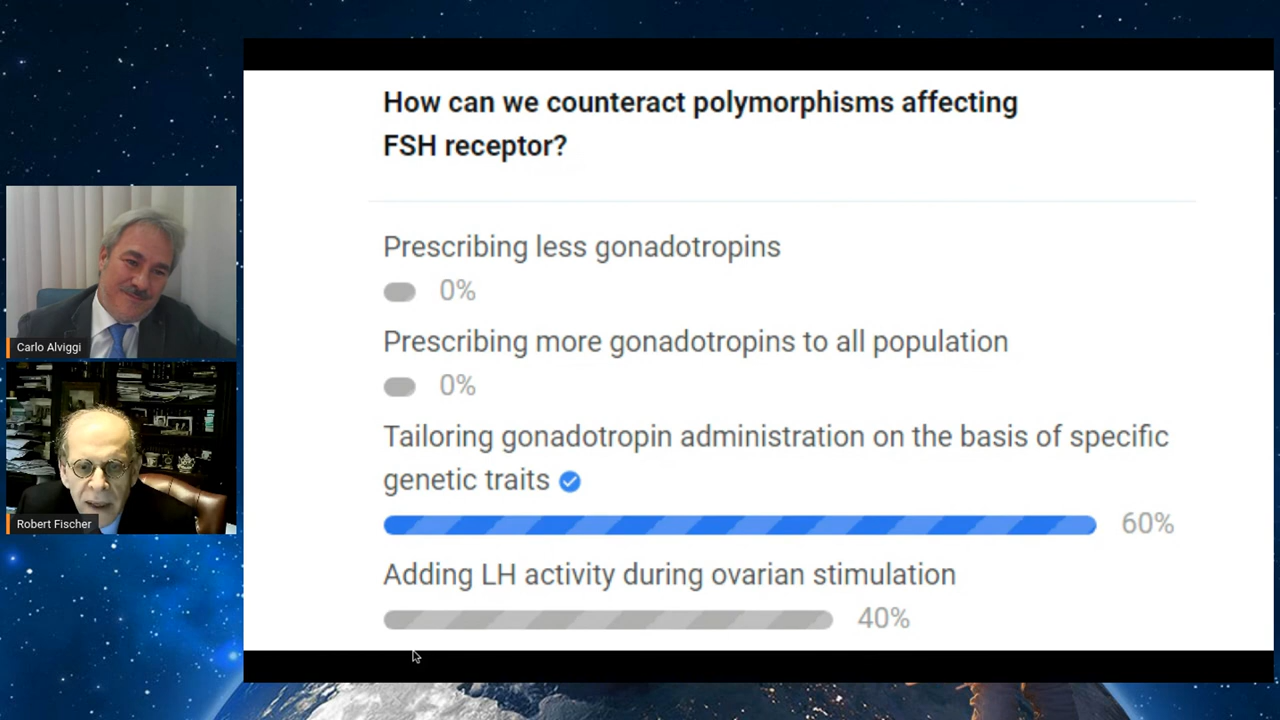 How can we counteract polymorphisms affecting
FSH receptor?
Prescribing less gonadotropins
0%
Prescribing more gonadotropins to all population
0%
Tailoring gonadotropin administration on the basis of specific
genetic traits
60%
Adding LH activity during ovarian stimulation
40%
Carlo Alviggi
Robert Fischer